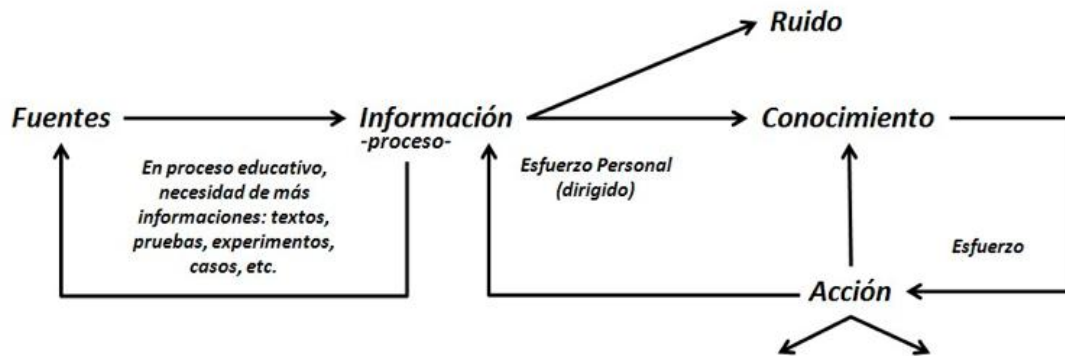 Ruido
Fuentes
Información
-proceso-
Conocimiento
En proceso educativo,
necesidad de más
informaciones: textos,
pruebas, experimentos,
casos, etc.
Esfuerzo Personal
(dirigido)
Esfuerzo
Acción